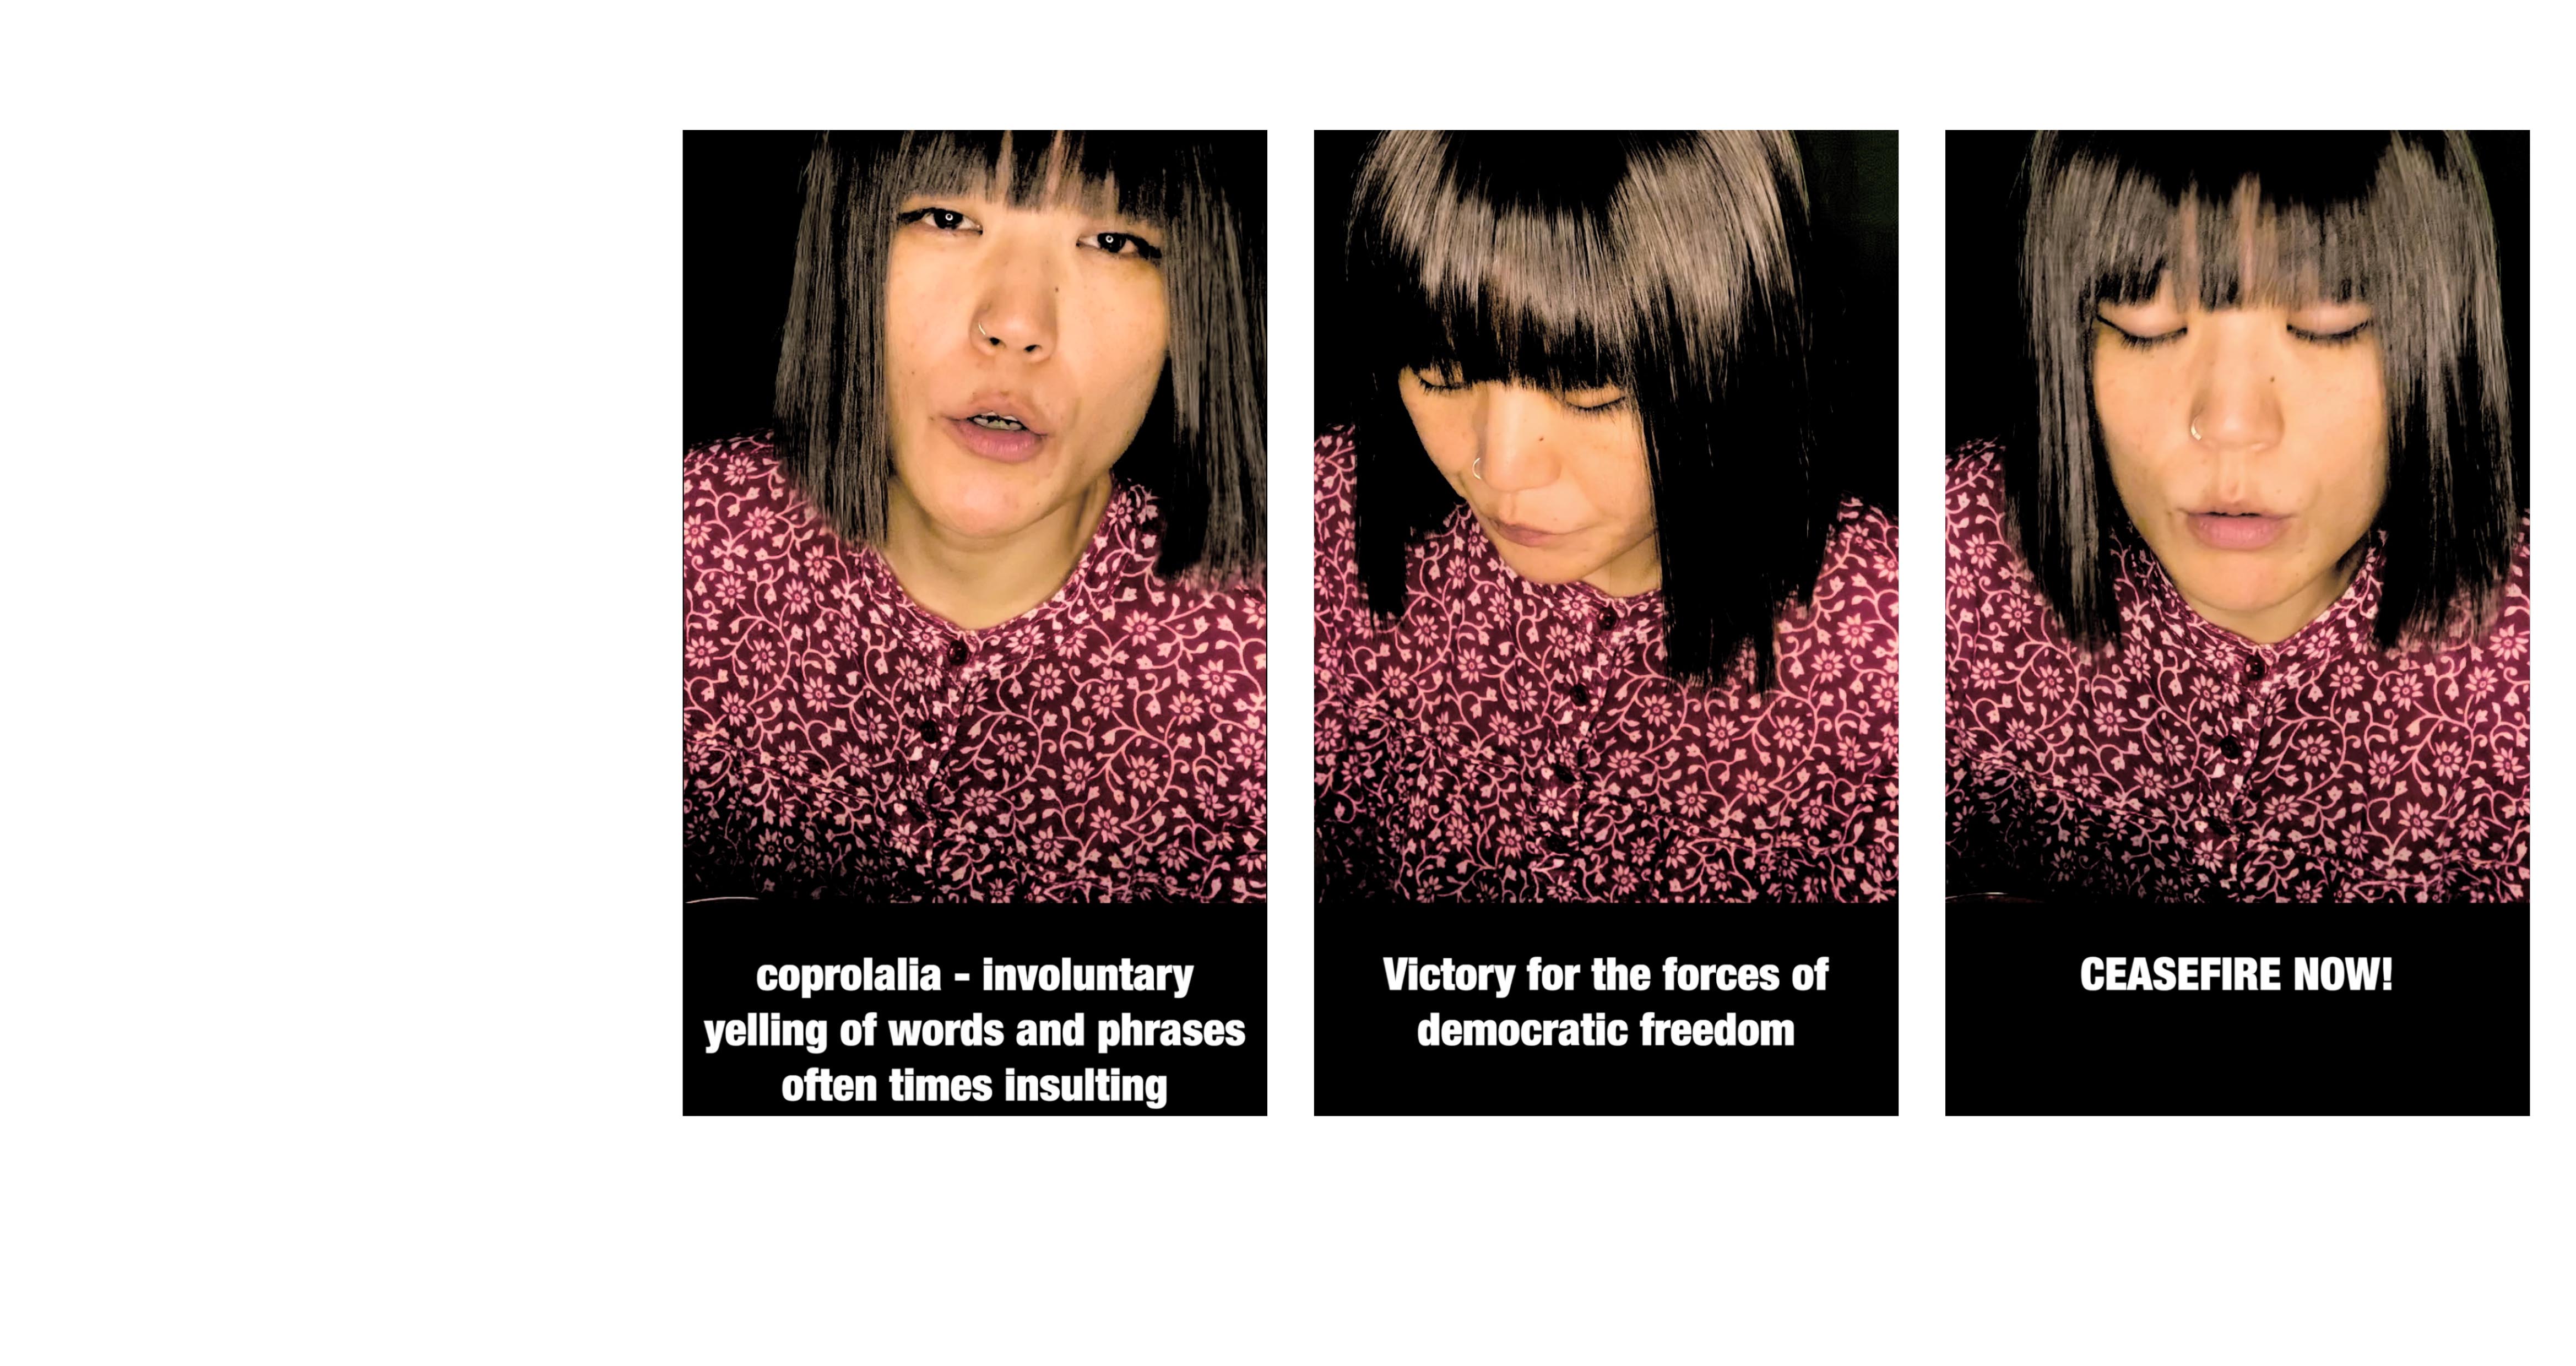 coprolalia - involuntary
yelling of words and phrases
often times insulting
Victory for the forces of
democratic freedom
CEASEFIRE NOW!